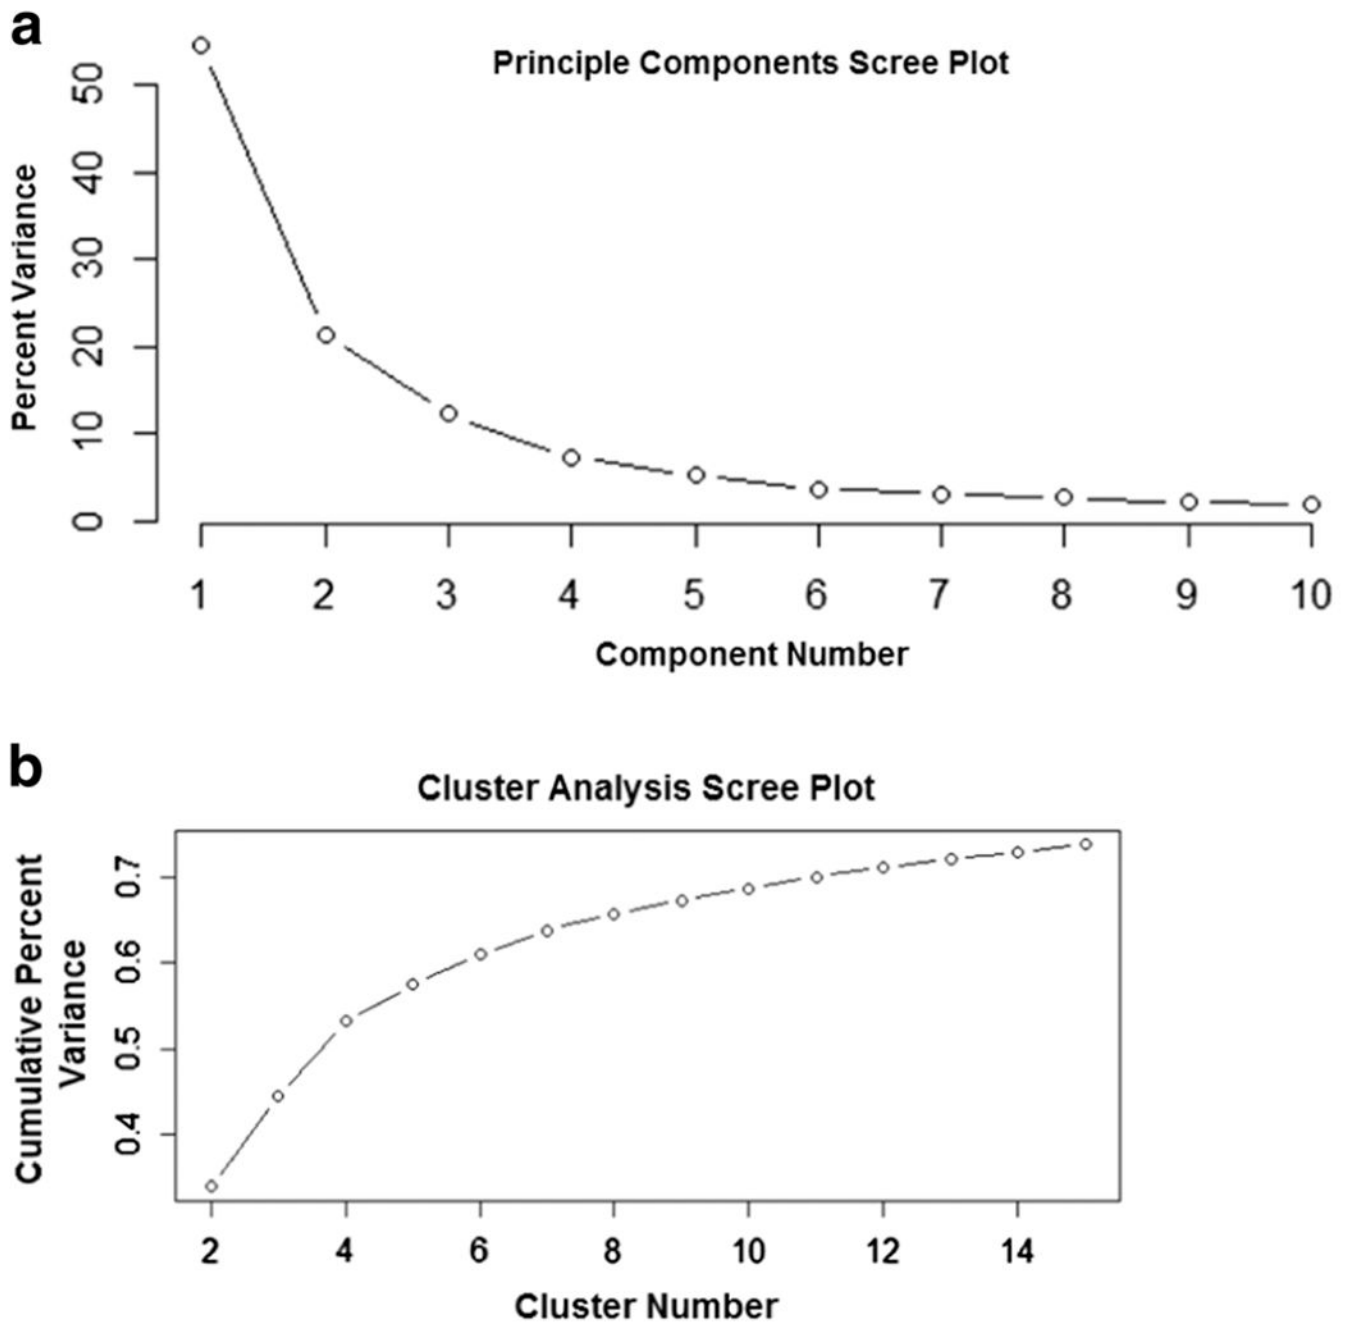 a
Principle Components Scree Plot
Percent Variance
50
40
30
20
10
0
1 2 3 4 5 6 7 8 9 10
Component Number
b
Cluster Analysis Scree Plot
Cumulative Percent
Variance
0.7
0.6
0.5
0.4
2 4 6 8 10 12 14
Cluster Number